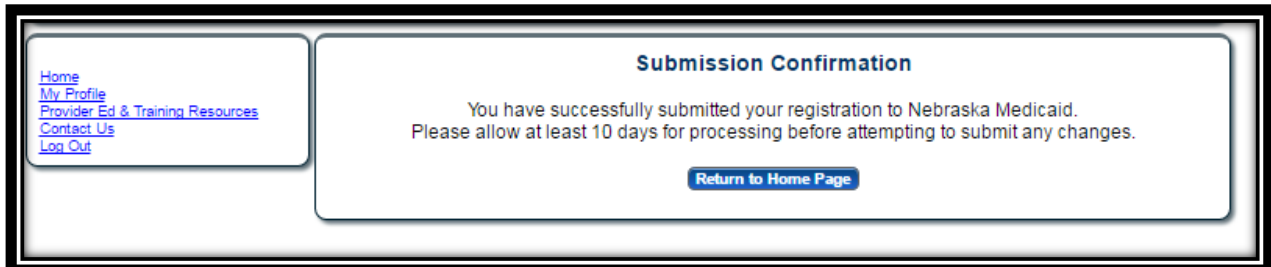 Home
My Profile
Provider Ed & Training Resources
Contact Us
Log Out
Submission Confirmation
You have successfully submitted your registration to Nebraska Medicaid.
Please allow at least 10 days for processing before attempting to submit any changes.
Return to Home Page